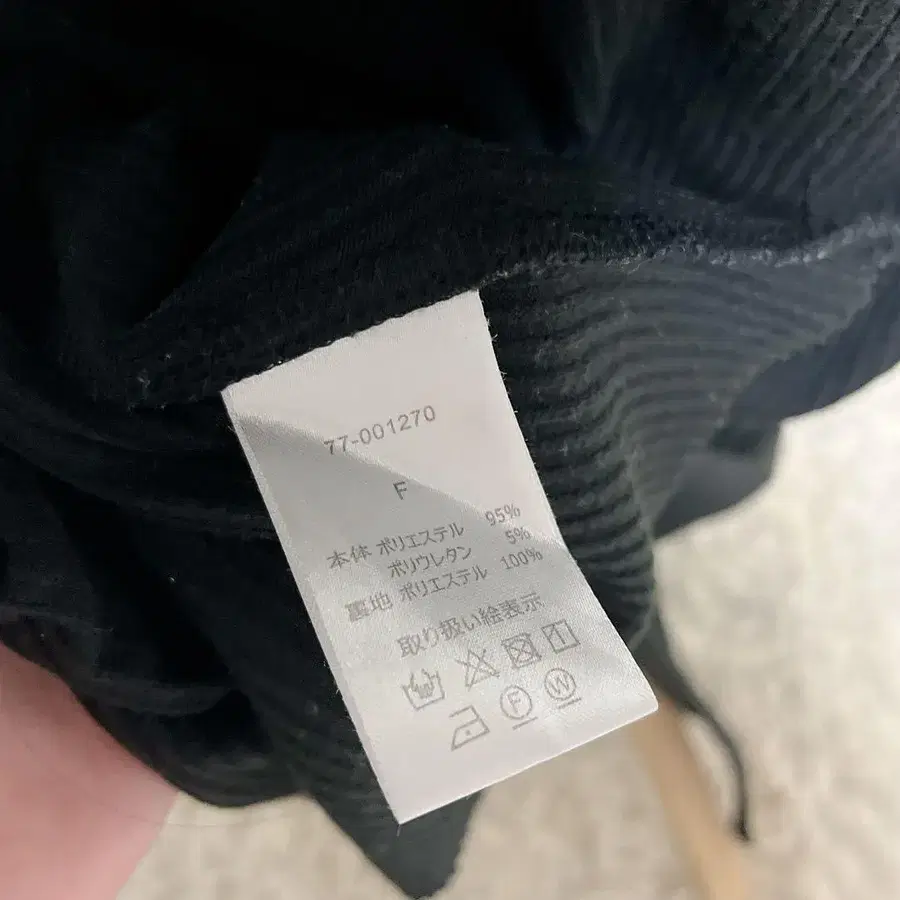 77-001270
F
本体 ポリエステル 95%
ポリウレタン 5%
裏地 ポリエステル 100%
取り扱い絵表示
F W